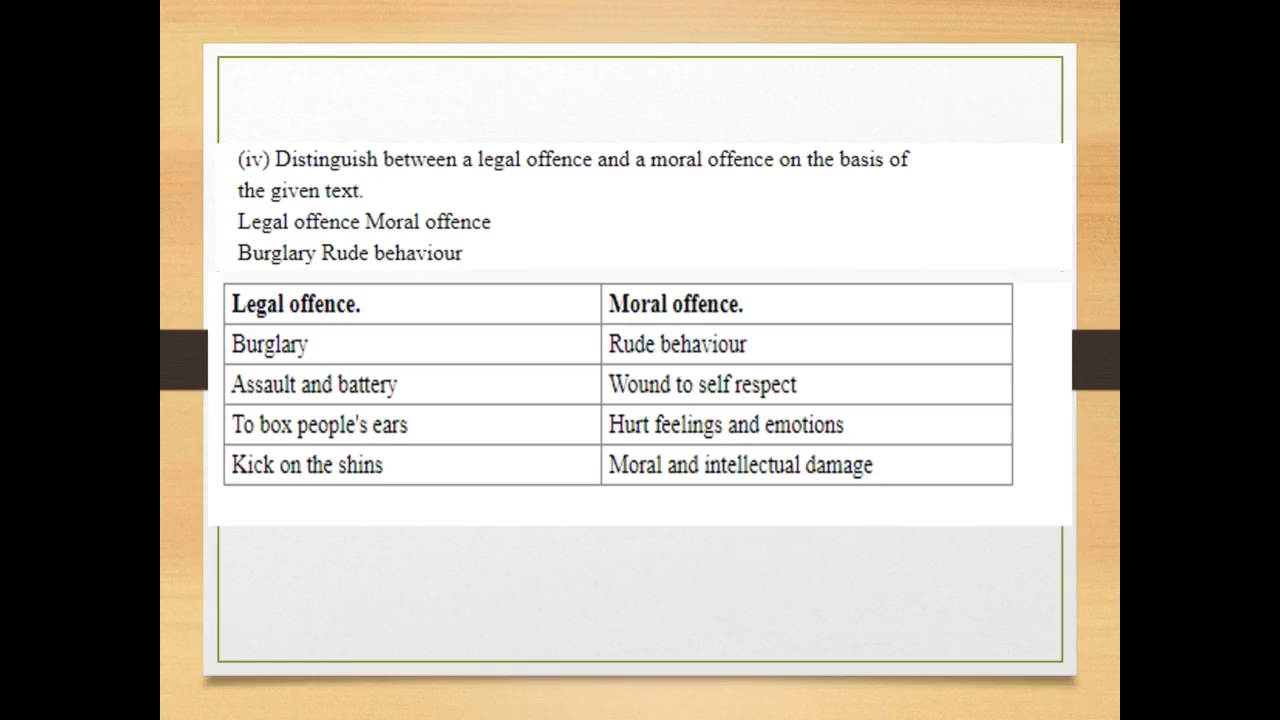 (iv) Distinguish between a legal offence and a moral offence on the basis of
the given text.
Legal offence Moral offence
Burglary Rude behaviour
Legal offence. Moral offence.
Burglary Rude behaviour
Assault and battery Wound to self respect
To box people's ears Hurt feelings and emotions
Kick on the shins Moral and intellectual damage